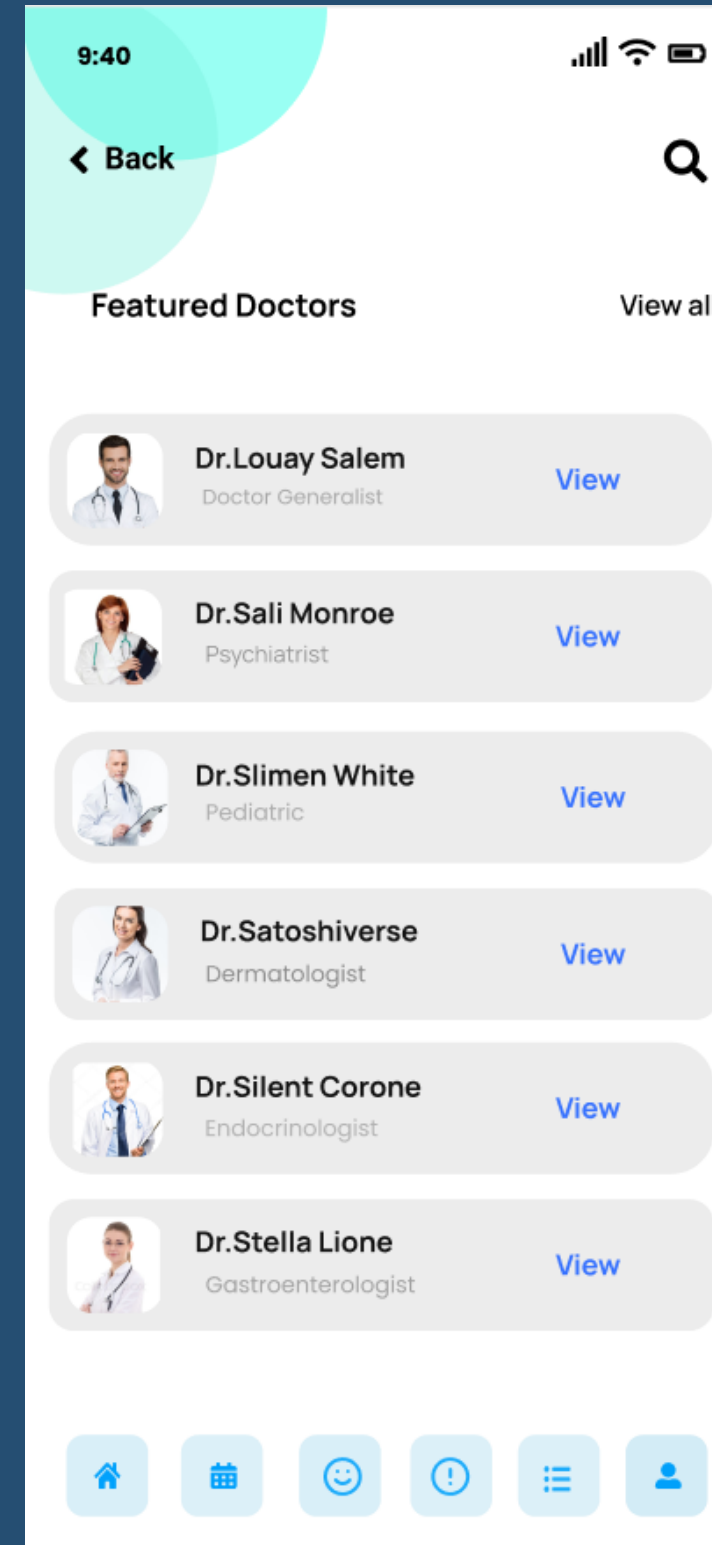 9:40
Back
Featured Doctors
View al
Dr.Louay Salem
Doctor Generalist
View
Dr.Sali Monroe
Psychiatrist
View
Dr.Slimen White
Pediatric
View
Dr.Satoshiverse
Dermatologist
View
Dr.Silent Corone
Endocrinologist
View
Dr.Stella Lione
Gastroenterologist
View